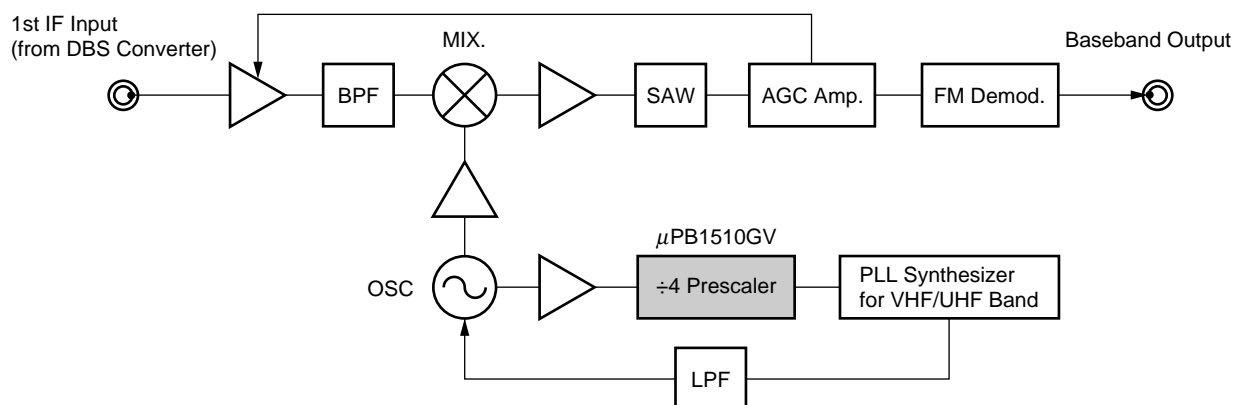 1st IF Input
(from DBS Converter)
MIX.
Baseband Output
BPF
SAW
AGC Amp.
FM Demod.
μPB1510GV
OSC
÷4 Prescaler
PLL Synthesizer
for VHF/UHF Band
LPF